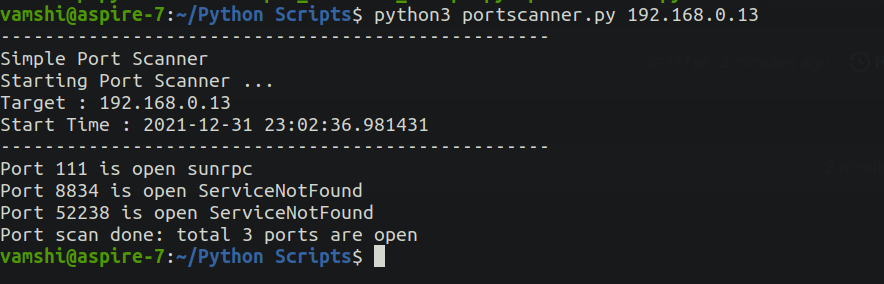 vamshi@aspire-7:~/Python Scripts$ python3 portscanner.py 192.168.0.13
--------------------------------------------------
Simple Port Scanner
Starting Port Scanner ...
Target : 192.168.0.13
Start Time : 2021-12-31 23:02:36.981431
--------------------------------------------------
Port 111 is open sunrpc
Port 8834 is open ServiceNotFound
Port 52238 is open ServiceNotFound
Port scan done: total 3 ports are open
vamshi@aspire-7:~/Python Scripts$